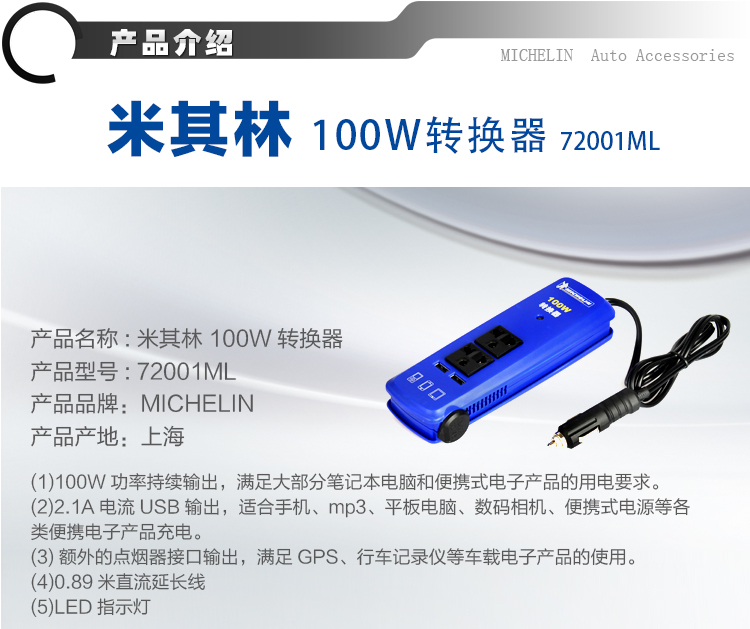 产品介绍
MICHELIN Auto Accessories
米其林 100W转换器 72001ML
MICHELIN
100W
转换器
产品名称 : 米其林 100W 转换器
产品型号 : 72001ML
产品品牌： MICHELIN
产品产地： 上海
(1)100W 功率持续输出，满足大部分笔记本电脑和便携式电子产品的用电要求。
(2)2.1A 电流 USB 输出，适合手机、mp3、平板电脑、数码相机、便携式电源等各
类便携电子产品充电。
(3) 额外的点烟器接口输出，满足 GPS、行车记录仪等车载电子产品的使用。
(4)0.89 米直流延长线
(5)LED 指示灯